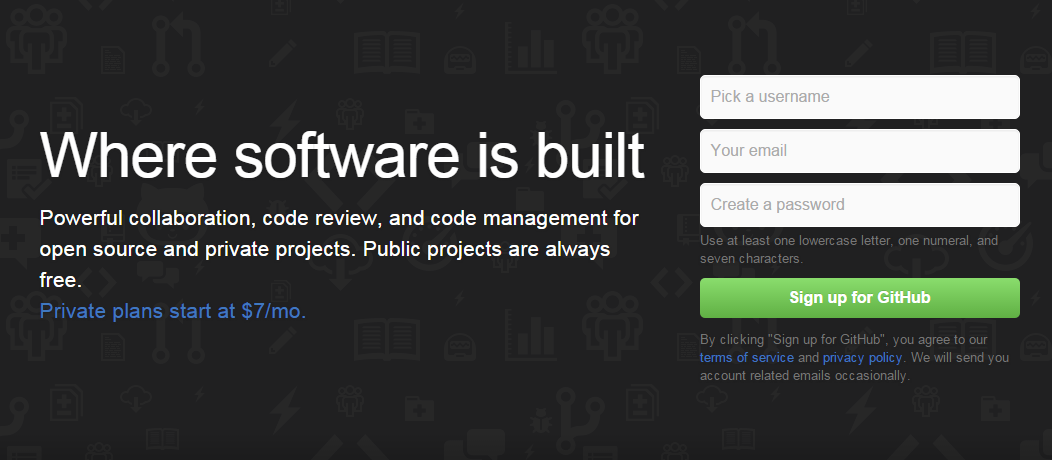 Where software is built
Powerful collaboration, code review, and code management for
open source and private projects. Public projects are always
free.
Private plans start at $7/mo.
Pick a username
Your email
Create a password
Use at least one lowercase letter, one numeral, and
seven characters.
Sign up for GitHub
By clicking "Sign up for GitHub", you agree to our
terms of service and privacy policy. We will send you
account related emails occasionally.